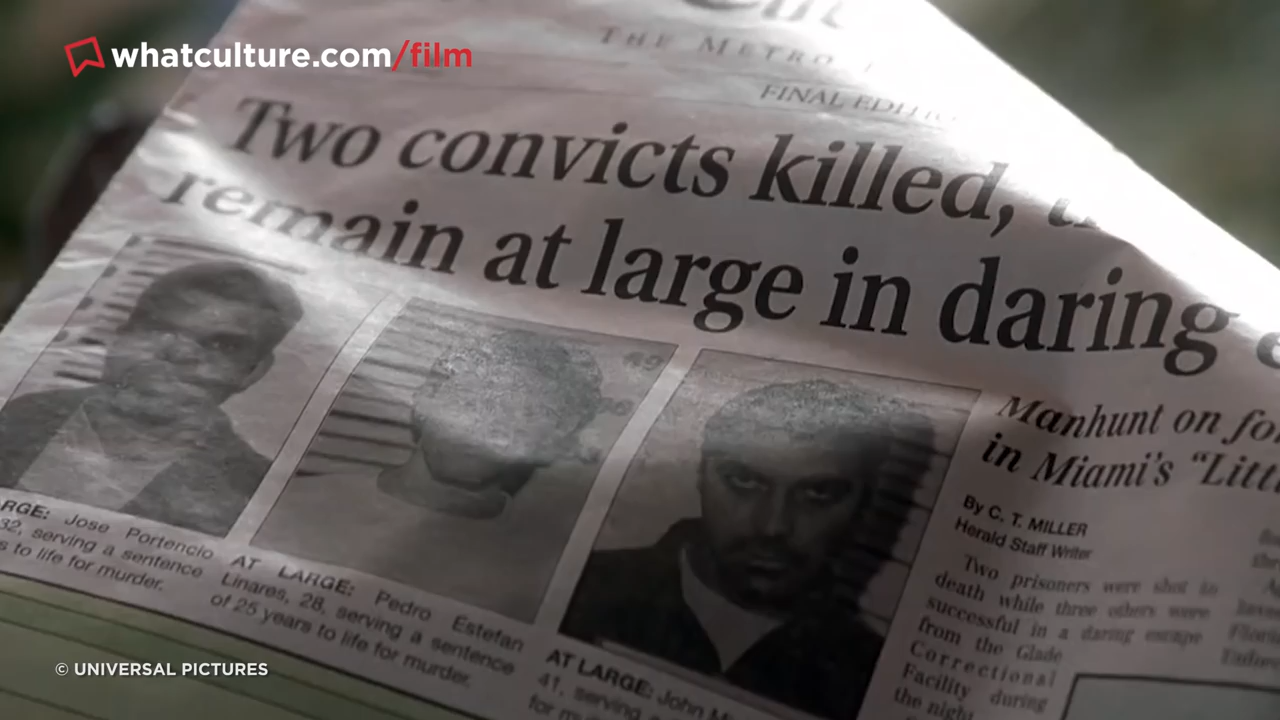 whatculture.com/film
THE METRO
FINAL
Two convicts killed,
remain at large in daring
Jose Portencio
32, serving a sentence
to life for murder.
AT LARGE: Pedro Estefan
Linares, 28, serving a sentence
of 25 years to life for murder.
AT LARGE: John
41, serving
for
Manhunt on
in Miami's "
By C. T. MILLER
Herald Staff Writer
Two prisoners were shot to
death while three others were
successful in a daring escape
from the Glade
Correctional
Facility during
the night
© UNIVERSAL PICTURES